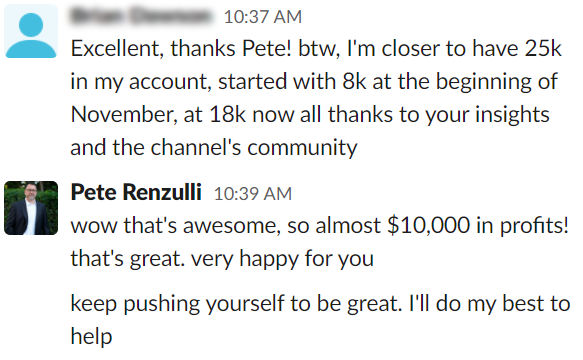 10:37 AM
Excellent, thanks Pete! btw, I'm closer to have 25k
in my account, started with 8k at the beginning of
November, at 18k now all thanks to your insights
and the channel's community
Pete Renzulli 10:39 AM
wow that's awesome, so almost $10,000 in profits!
that's great. very happy for you
keep pushing yourself to be great. I'll do my best to
help